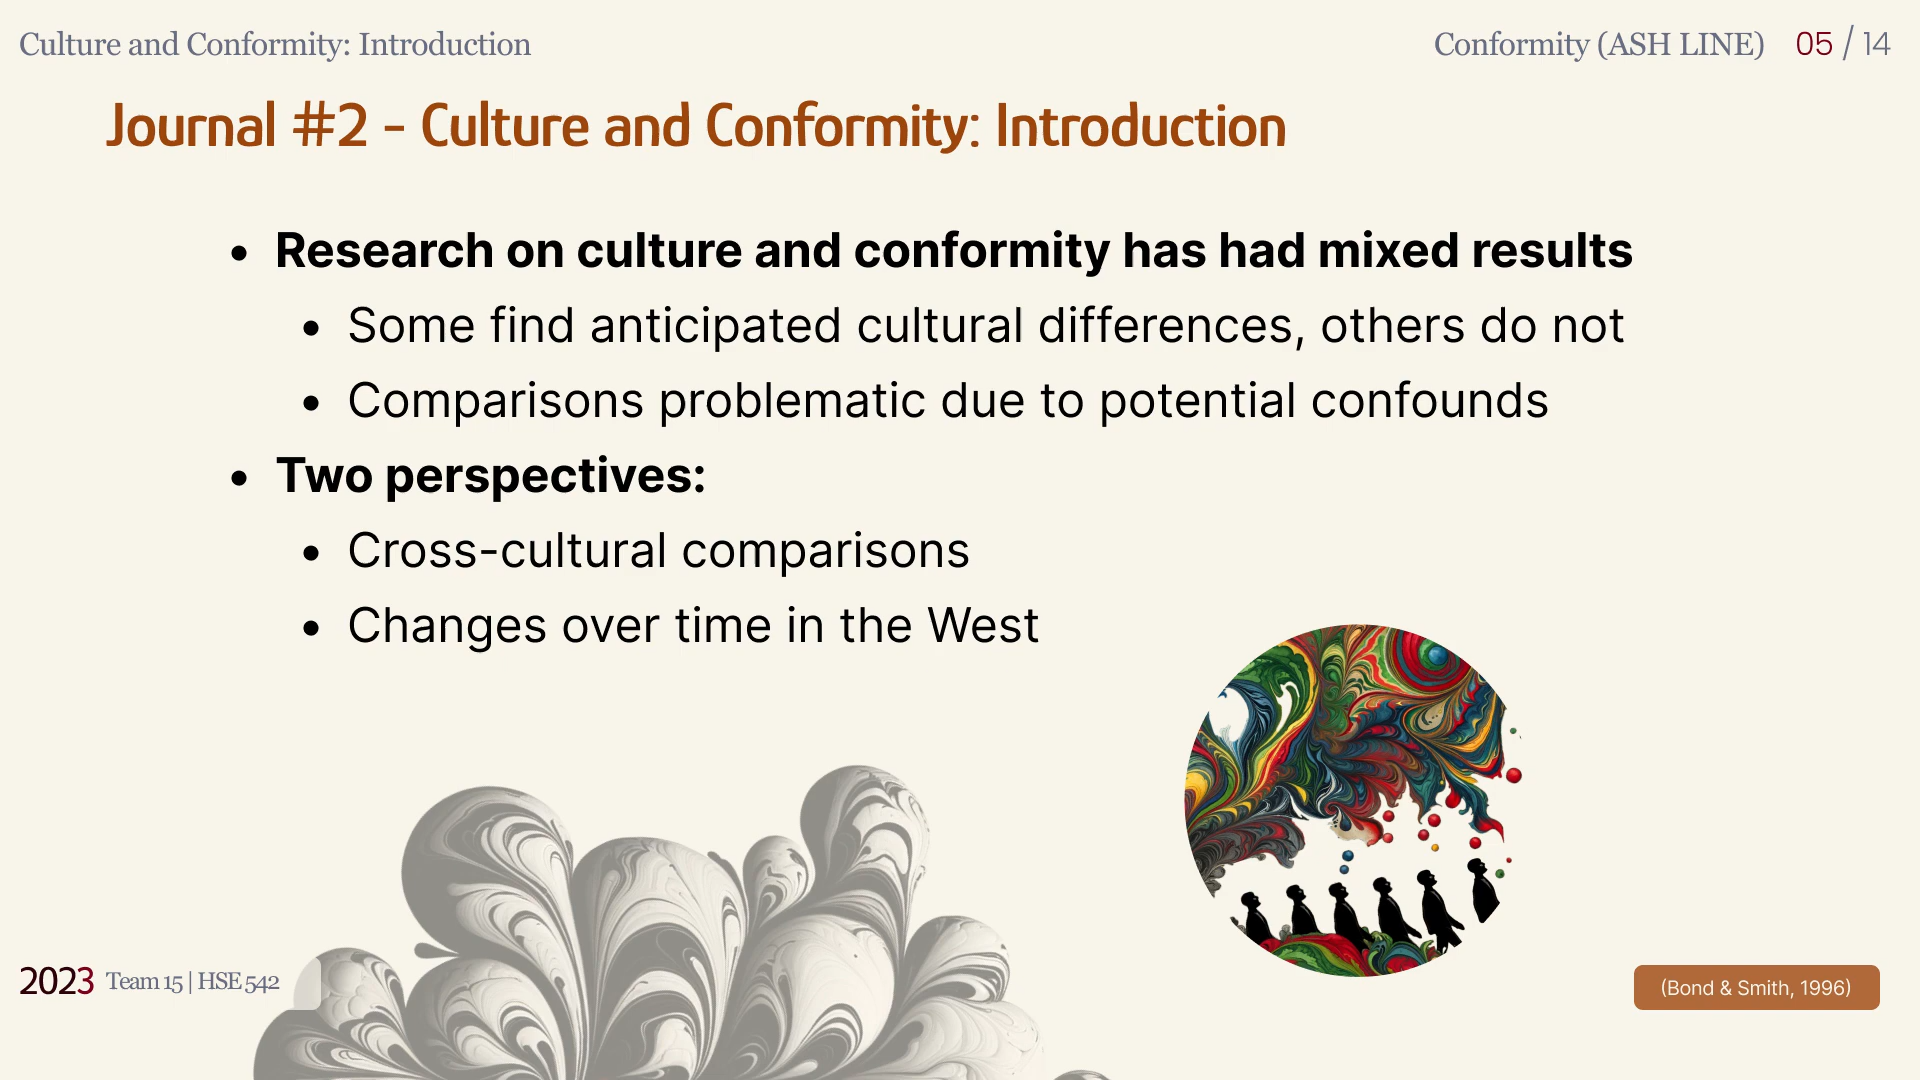 Culture and Conformity: Introduction
Conformity (ASH LINE) 05 / 14
Journal #2 - Culture and Conformity: Introduction
• Research on culture and conformity has had mixed results
• Some find anticipated cultural differences, others do not
• Comparisons problematic due to potential confounds
• Two perspectives:
• Cross-cultural comparisons
• Changes over time in the West
2023 Team 15 | HSE 542
(Bond & Smith, 1996)